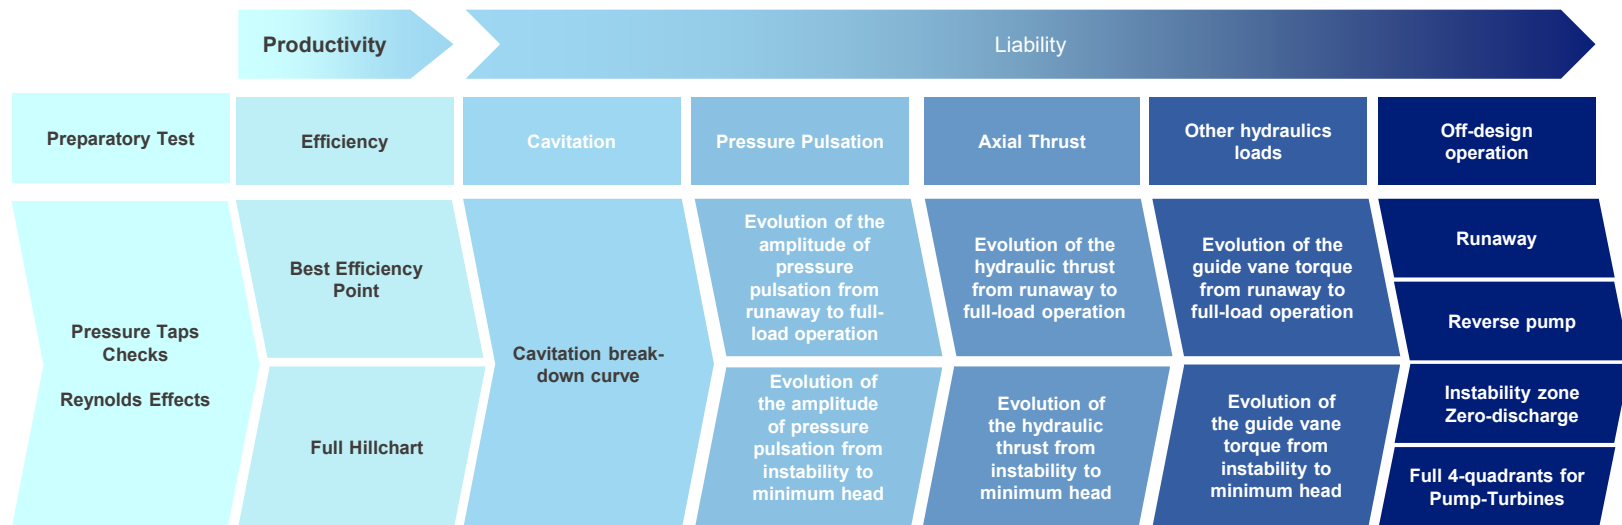 Productivity
Liability
Preparatory Test
Efficiency
Cavitation
Pressure Pulsation
Axial Thrust
Other hydraulics
loads
Off-design
operation
Pressure Taps
Checks
Reynolds Effects
Best Efficiency
Point
Full Hillchart
Cavitation break-
down curve
Evolution of the
amplitude of
pressure
pulsation from
runaway to full-
load operation
Evolution of
the amplitude
of pressure
pulsation from
instability to
minimum head
Evolution of the
hydraulic thrust
from runaway to
full-load operation
Evolution of
the hydraulic
thrust from
instability to
minimum head
Evolution of the
guide vane torque
from runaway to
full-load operation
Evolution of
the guide vane
torque from
instability to
minimum head
Runaway
Reverse pump
Instability zone
Zero-discharge
Full 4-quadrants for
Pump-Turbines